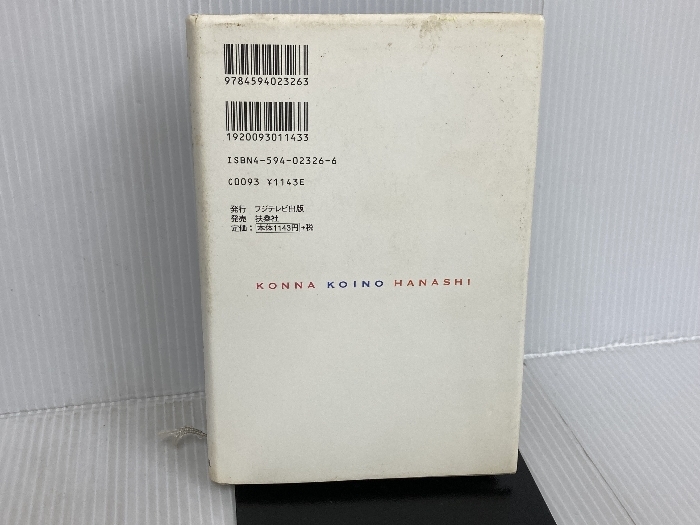 9784594023263
1920093011433
ISBN4-594-02326-6
C0093 ¥1143E
発行 フジテレビ出版
発売 扶桑社
定価：本体1143円+税
KONNA KOINO HANASHI